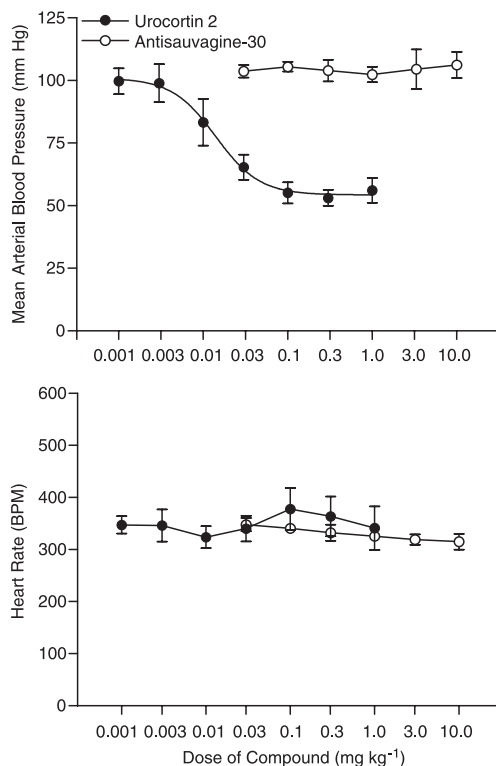 Urocortin 2
Antisauvagine-30
Mean Arterial Blood Pressure (mm Hg)
125
100
75
50
25
0
0.001 0.003 0.01 0.03 0.1 0.3 1.0 3.0 10.0
Heart Rate (BPM)
600
500
400
300
200
100
0
0.001 0.003 0.01 0.03 0.1 0.3 1.0 3.0 10.0
Dose of Compound (mg kg⁻¹)